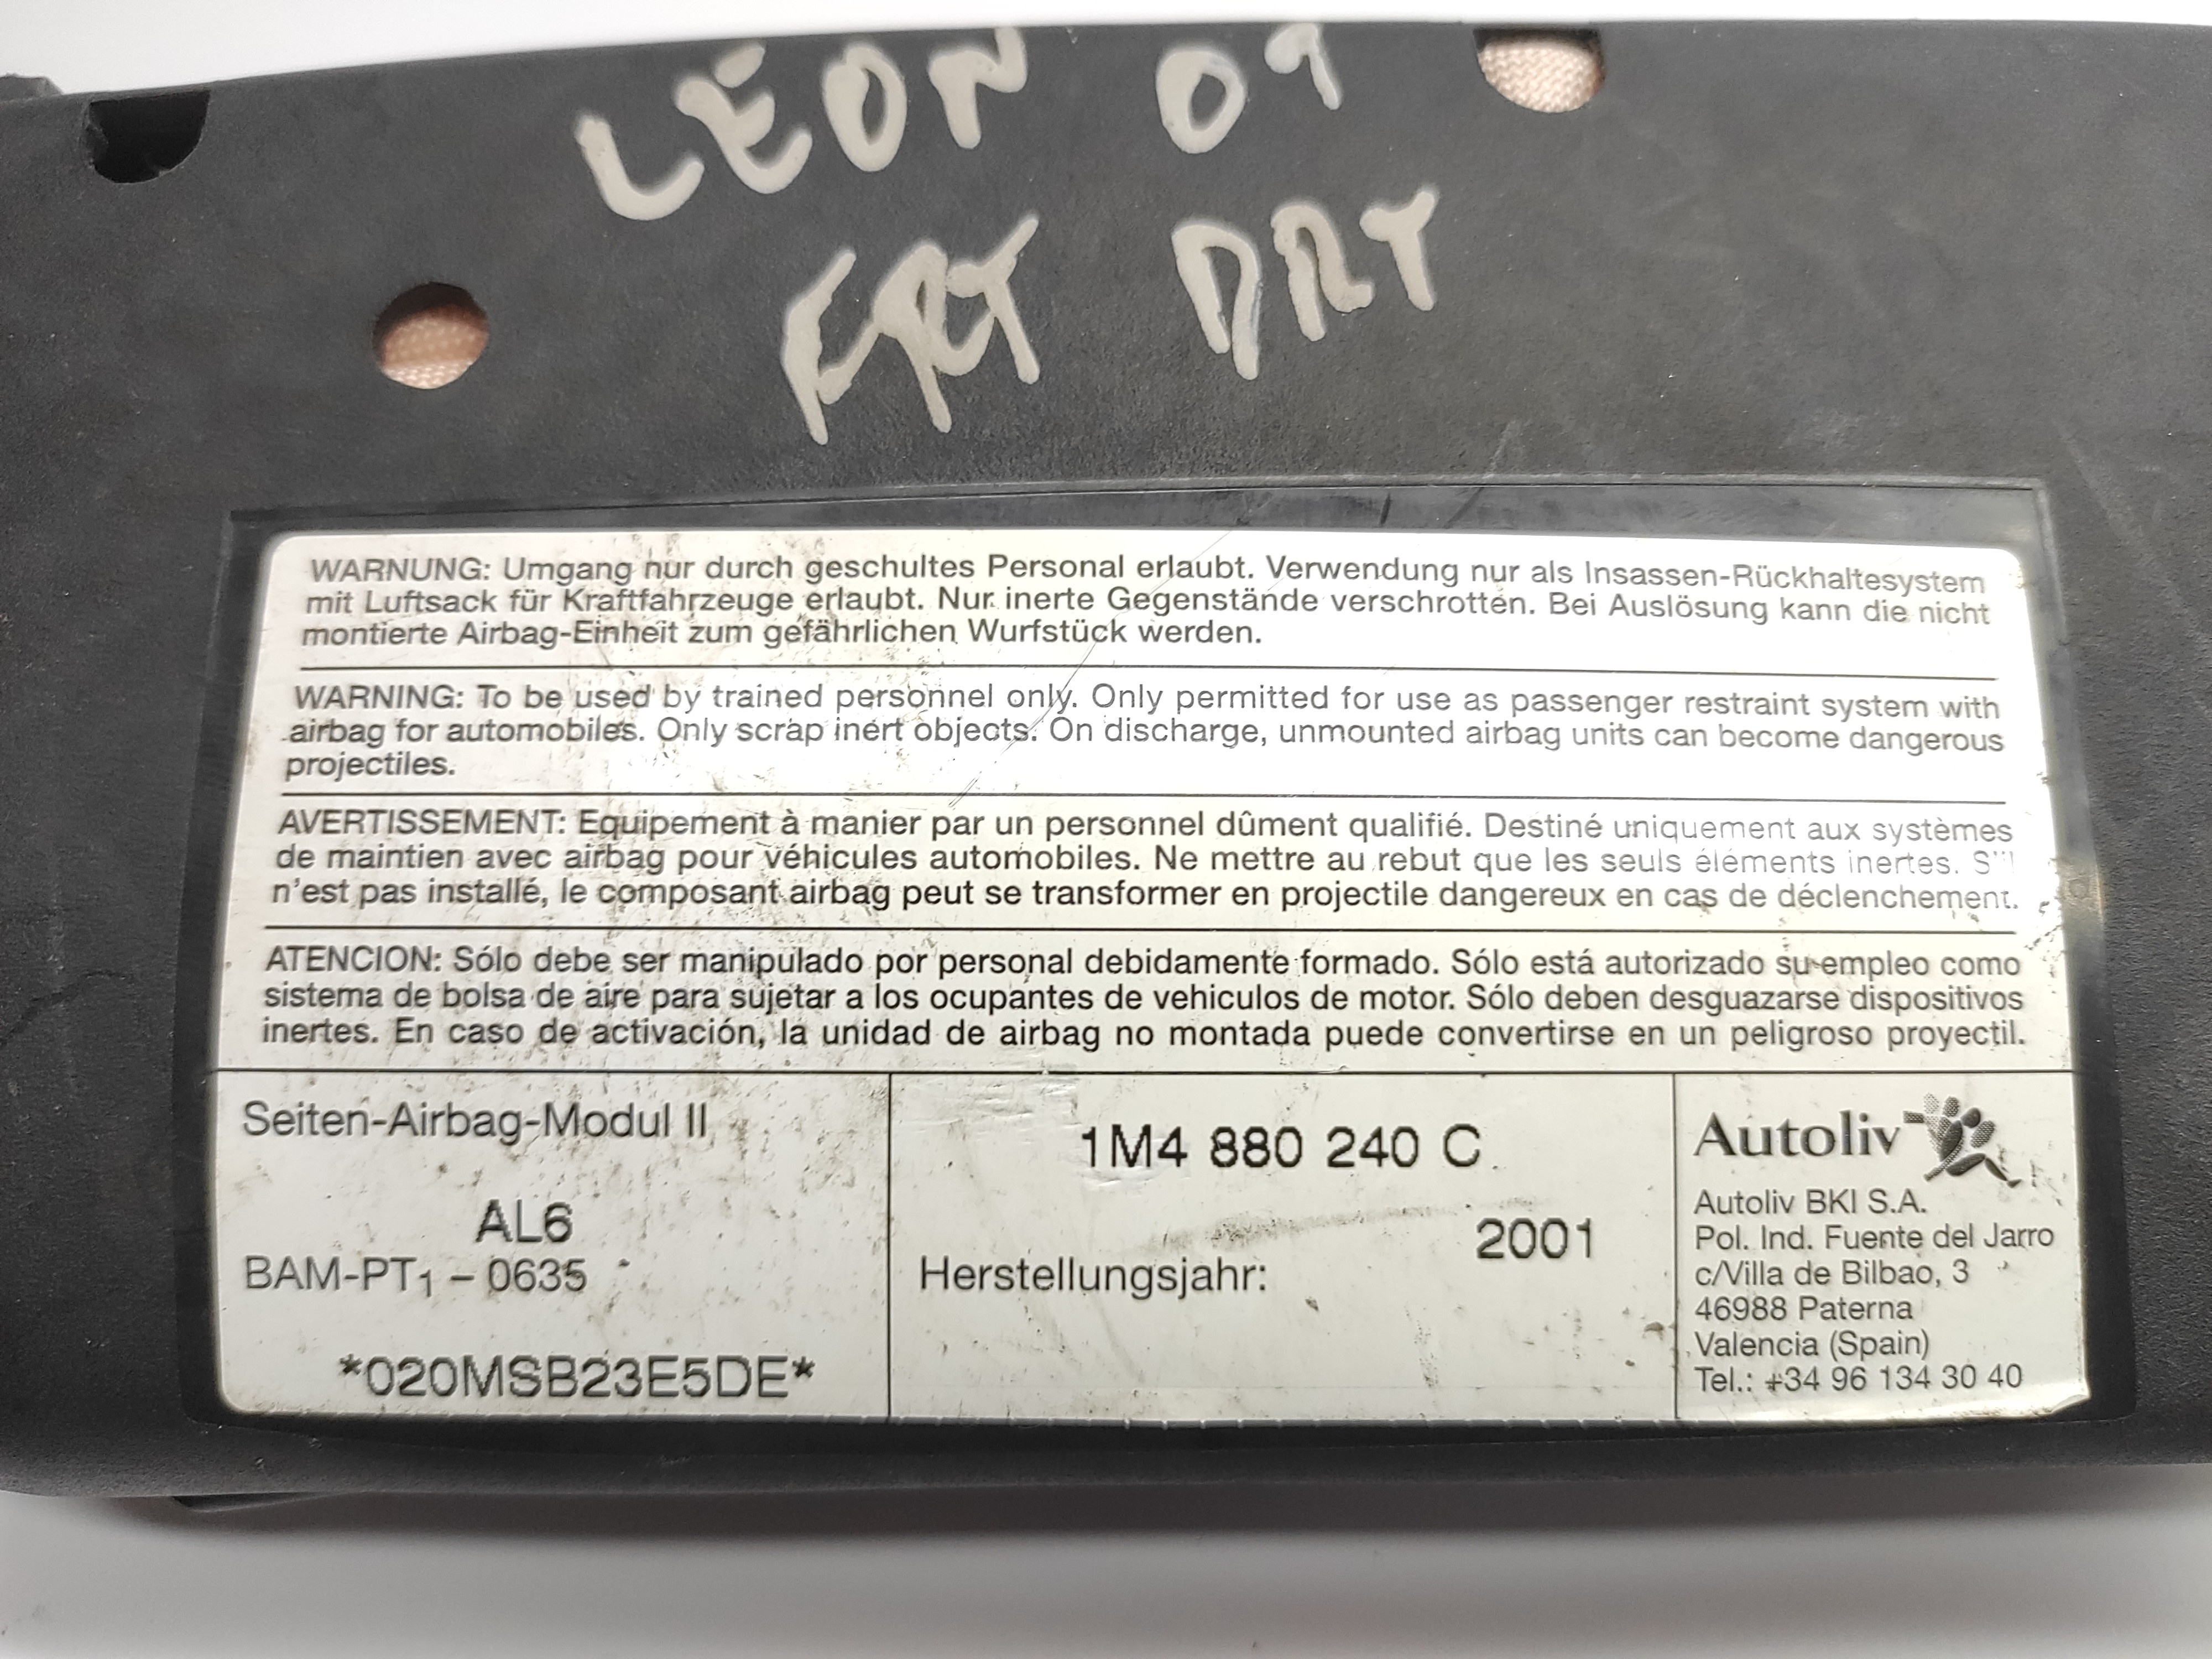 LEON 01
FRT DRT
WARNUNG: Umgang nur durch geschultes Personal erlaubt. Verwendung nur als Insassen-Rückhaltesystem
mit Luftsack für Kraftfahrzeuge erlaubt. Nur inerte Gegenstände verschrotten. Bei Auslösung kann die nicht
montierte Airbag-Einheit zum gefährlichen Wurfstück werden.
WARNING: To be used by trained personnel only. Only permitted for use as passenger restraint system with
airbag for automobiles. Only scrap inert objects. On discharge, unmounted airbag units can become dangerous
projectiles.
AVERTISSEMENT: Equipement à manier par un personnel dûment qualifié. Destiné uniquement aux systèmes
de maintien avec airbag pour véhicules automobiles. Ne mettre au rebut que les seuls éléments inertes. S'il
n'est pas installé, le composant airbag peut se transformer en projectile dangereux en cas de déclenchement.
ATENCION: Sólo debe ser manipulado por personal debidamente formado. Sólo está autorizado su empleo como
sistema de bolsa de aire para sujetar a los ocupantes de vehiculos de motor. Sólo deben desguazarse dispositivos
inertes. En caso de activación, la unidad de airbag no montada puede convertirse en un peligroso proyectil.
Seiten-Airbag-Modul II
AL6
BAM-PT1 – 0635
*020MSB23E5DE*
1M4 880 240 C
2001
Herstellungsjahr:
Autoliv
Autoliv BKI S.A.
Pol. Ind. Fuente del Jarro
c/Villa de Bilbao, 3
46988 Paterna
Valencia (Spain)
Tel.: +34 96 134 30 40